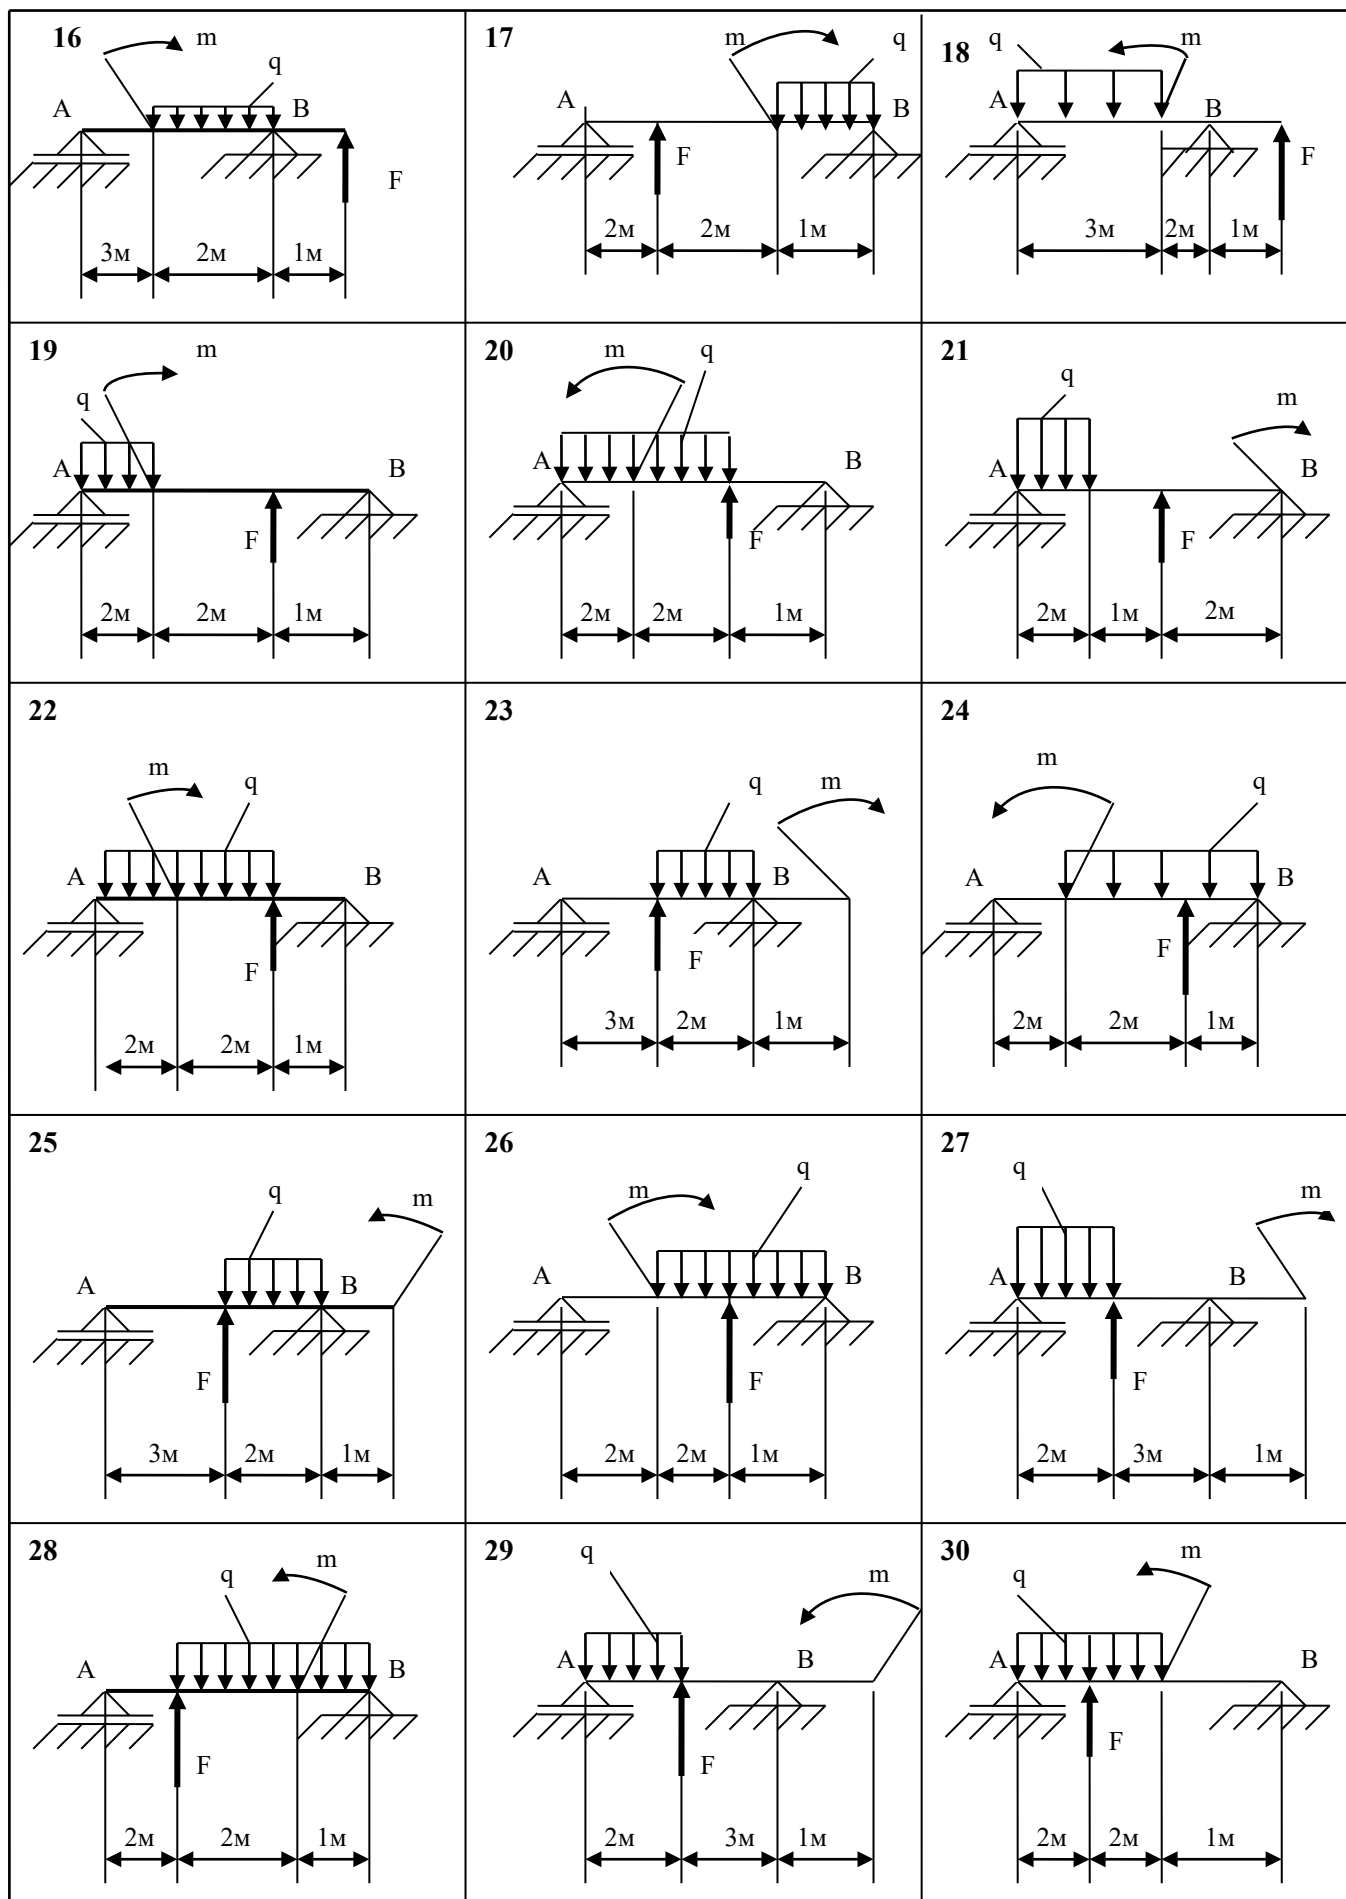 16 m q A B F 3м 2м 1м
17 m q A B F 2м 2м 1м
18 q m A B F 3м 2м 1м
19 m q A B F 2м 2м 1м
20 m q A B F 2м 2м 1м
21 q m A B F 2м 1м 2м
22 m q A B F 2м 2м 1м
23 q m A B F 3м 2м 1м
24 m q A B F 2м 2м 1м
25 q m A B F 3м 2м 1м
26 q m A B F 2м 2м 1м
27 q m A B F 2м 3м 1м
28 m q A B F 2м 2м 1м
29 q m A B F 2м 3м 1м
30 m q A B F 2м 2м 1м